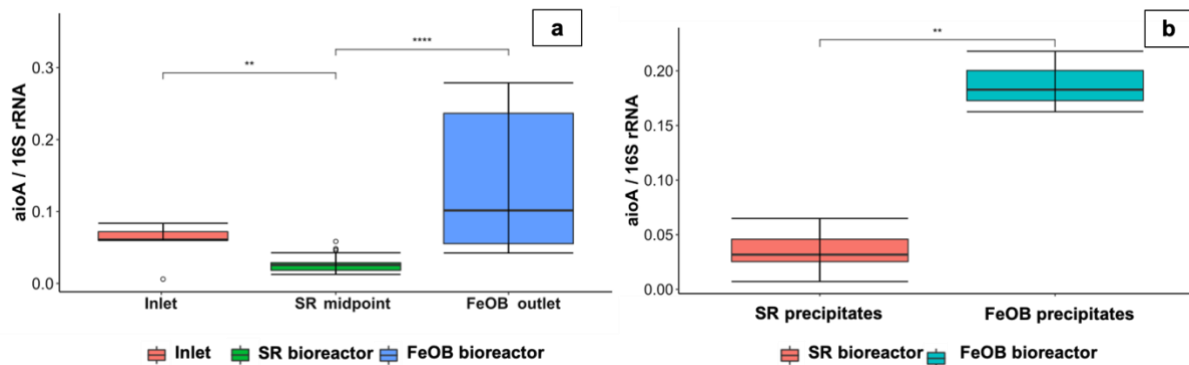 a
**
****
0.3
0.2
0.1
0.0
aioA / 16S rRNA
Inlet
SR midpoint
FeOB outlet
Inlet
SR bioreactor
FeOB bioreactor
b
**
0.20
0.15
0.10
0.05
0.00
aioA / 16S rRNA
SR precipitates
FeOB precipitates
SR bioreactor
FeOB bioreactor